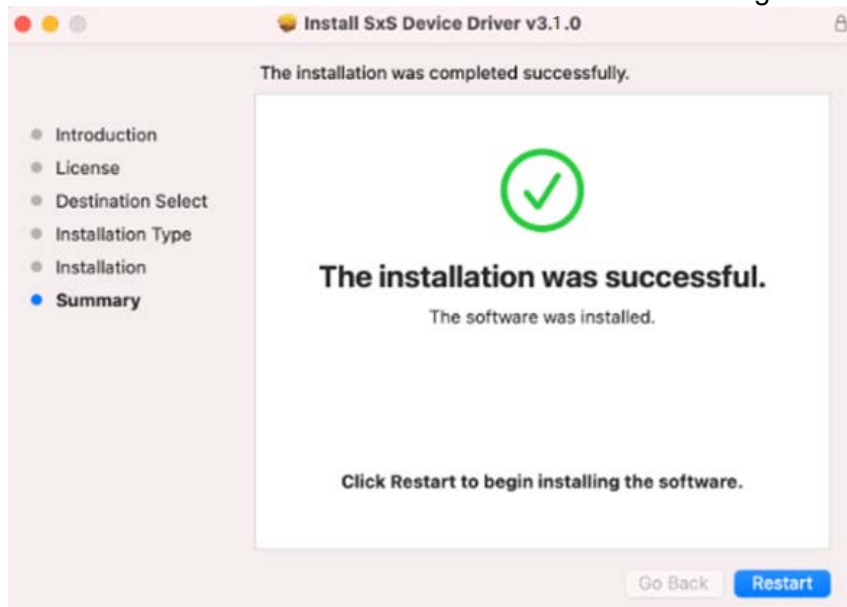 Install SxS Device Driver v3.1.0
The installation was completed successfully.
Introduction
License
Destination Select
Installation Type
Installation
Summary
The installation was successful.
The software was installed.
Click Restart to begin installing the software.
Go Back
Restart